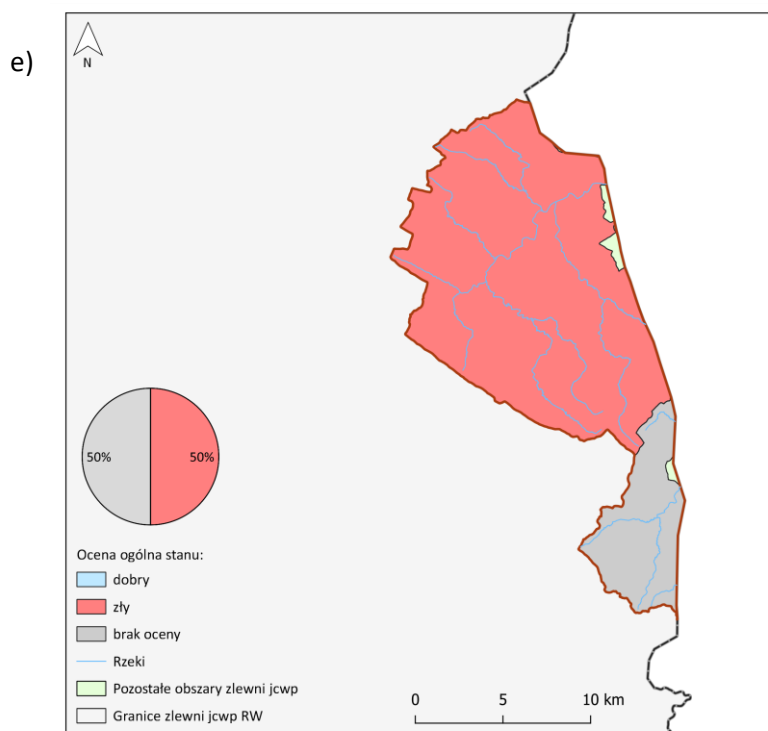 e)
N
50%
50%
Ocena ogólna stanu:
dobry
zły
brak oceny
Rzeki
Pozostałe obszary zlewni jcwp
Granice zlewni jcwp RW
0 5 10 km